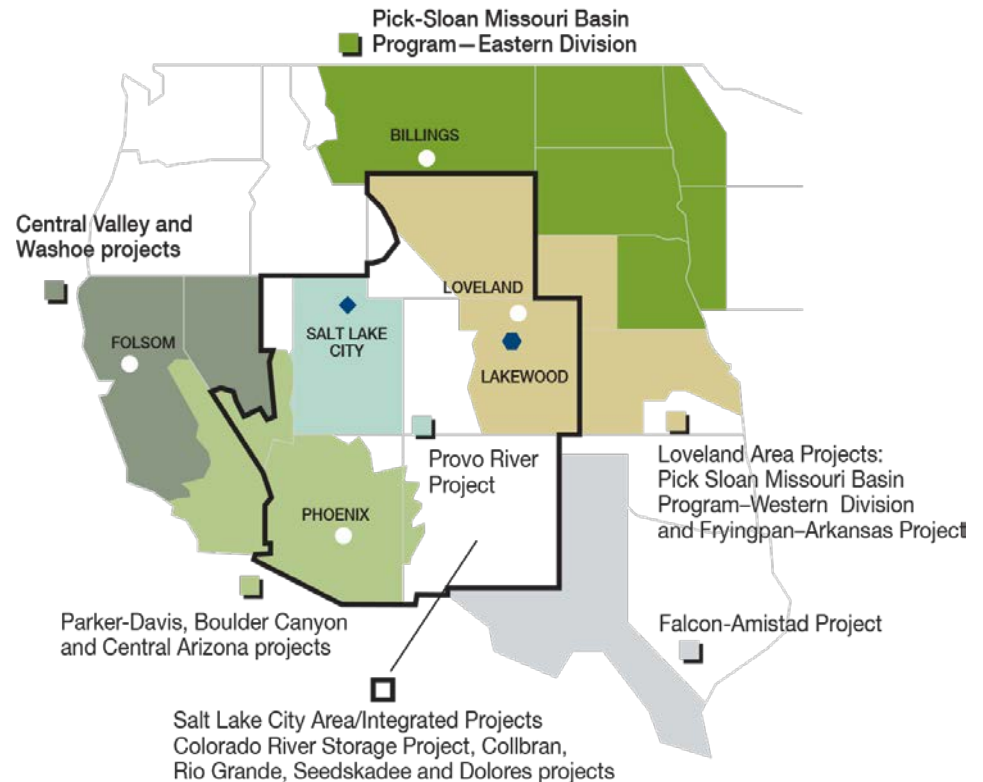 Pick-Sloan Missouri Basin
Program—Eastern Division
BILLINGS
Central Valley and
Washoe projects
LOVELAND
FOLSOM
SALT LAKE
CITY
LAKEWOOD
Provo River
Project
Loveland Area Projects:
Pick Sloan Missouri Basin
Program–Western Division
and Fryingpan–Arkansas Project
PHOENIX
Parker-Davis, Boulder Canyon
and Central Arizona projects
Falcon-Amistad Project
Salt Lake City Area/Integrated Projects
Colorado River Storage Project, Collbran,
Rio Grande, Seedskadee and Dolores projects